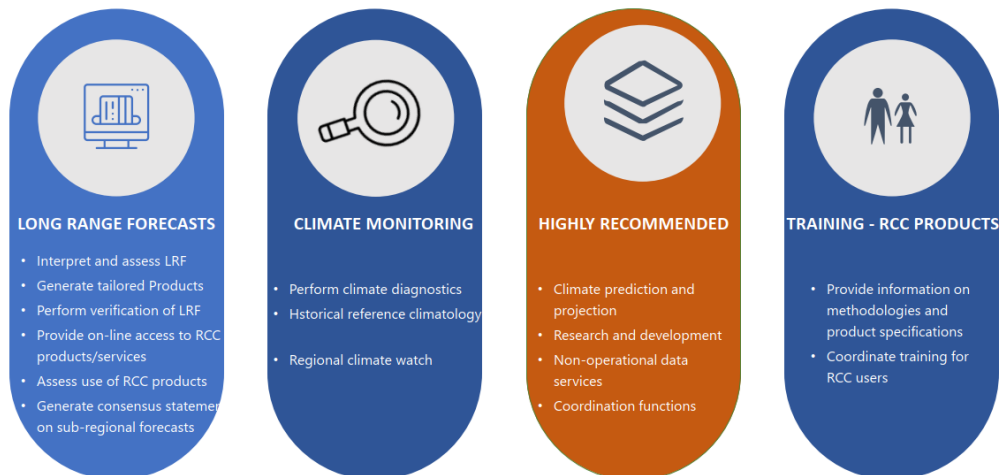 LONG RANGE FORECASTS
• Interpret and assess LRF
• Generate tailored Products
• Perform verification of LRF
• Provide on-line access to RCC
products/services
• Assess use of RCC products
• Generate consensus statemer
on sub-regional forecasts
CLIMATE MONITORING
• Perform climate diagnostics
• Hstorical reference climatology
• Regional climate watch
HIGHLY RECOMMENDED
• Climate prediction and
projection
• Research and development
• Non-operational data
services
• Coordination functions
TRAINING - RCC PRODUCTS
• Provide information on
methodologies and
product specifications
• Coordinate training for
RCC users